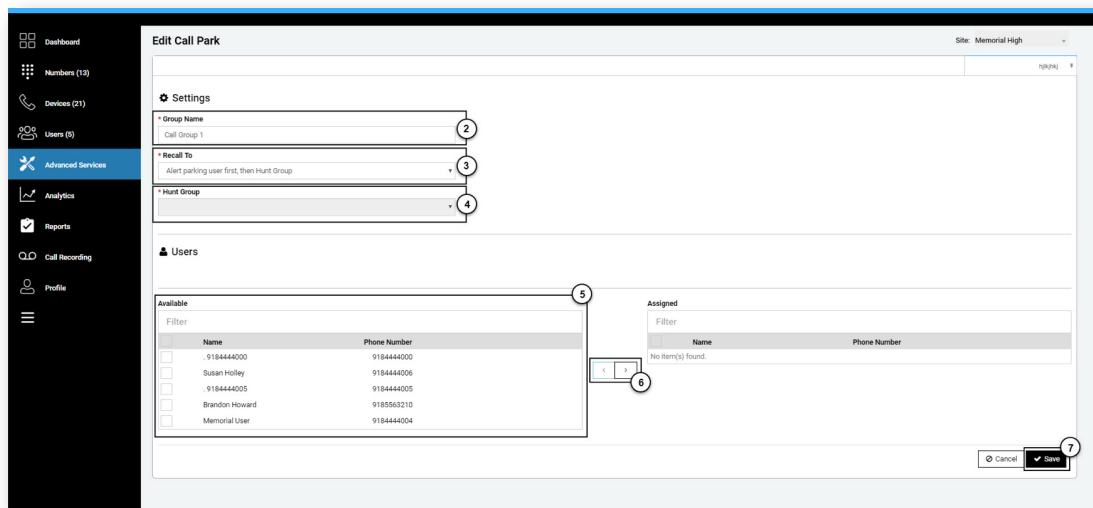 Dashboard
Numbers (13)
Devices (21)
Users (5)
Advanced Services
Analytics
Reports
Call Recording
Profile
Edit Call Park
Site: Memorial High
hjlkjhkj
Settings
* Group Name
Call Group 1
2
* Recall To
Alert parking user first, then Hunt Group
3
* Hunt Group
4
Users
5
Available
Filter
Name Phone Number
. 9184444000 9184444000
Susan Holley 9184444006
. 9184444005 9184444005
Brandon Howard 9185563210
Memorial User 9184444004
< >
6
Assigned
Filter
Name Phone Number
No item(s) found.
Cancel
Save
7